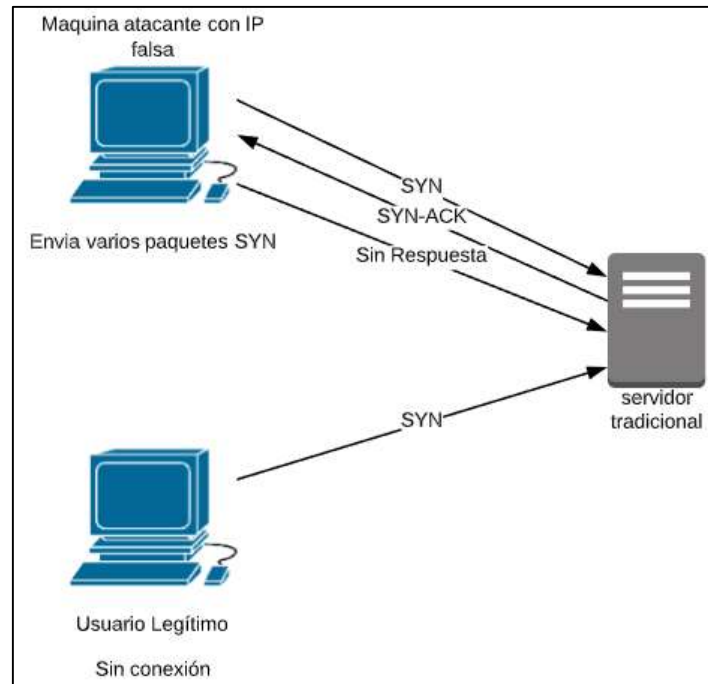 Maquina atacante con IP
falsa
SYN
SYN-ACK
Envia varios paquetes SYN
Sin Respuesta
servidor
tradicional
SYN
Usuario Legítimo
Sin conexión